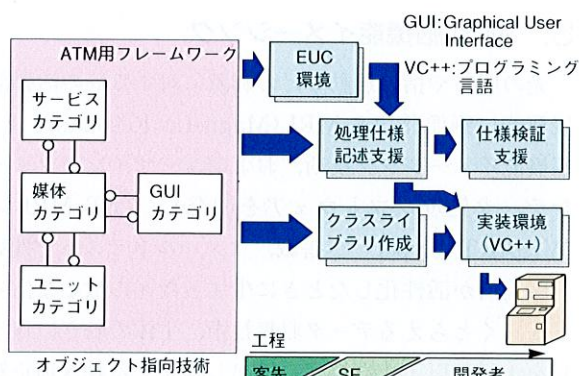 GUI:Graphical User
Interface
VC++:プログラミング
言語
ATM用フレームワーク
EUC
環境
サービス
カテゴリ
処理仕様
記述支援
仕様検証
支援
媒体
カテゴリ
GUI
カテゴリ
クラスライ
ブラリ作成
実装環境
(VC++)
ユニット
カテゴリ
オブジェクト指向技術
工程
客先
SE
開発者